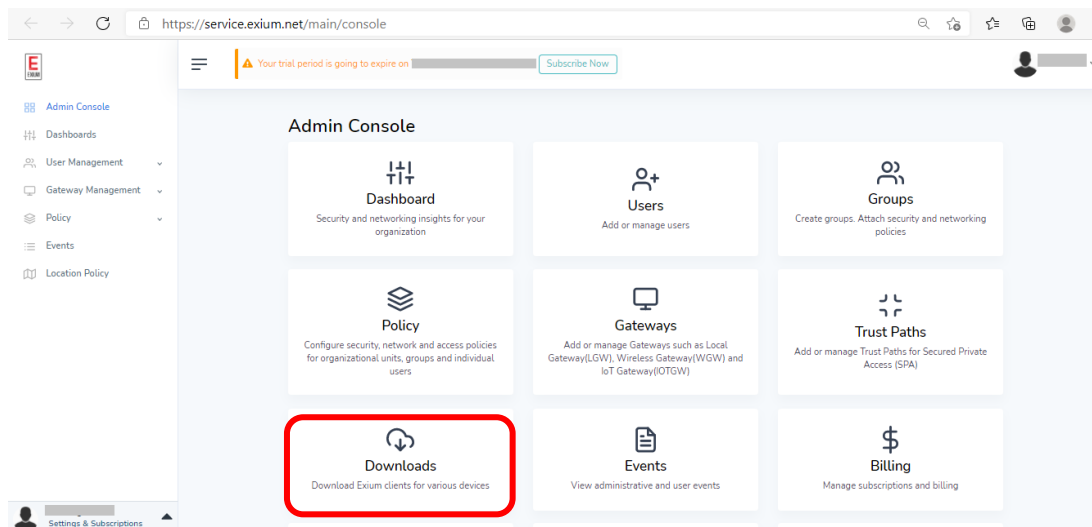 https://service.exium.net/main/console
E
EXIUM
Your trial period is going to expire on
Subscribe Now
Admin Console
Dashboards
User Management
Gateway Management
Policy
Events
Location Policy
Settings & Subscriptions
Admin Console
Dashboard
Security and networking insights for your
organization
Users
Add or manage users
Groups
Create groups. Attach security and networking
policies
Policy
Configure security, network and access policies
for organizational units, groups and individual
users
Gateways
Add or manage Gateways such as Local
Gateway(LGW), Wireless Gateway(WGW) and
IoT Gateway(IOTGW)
Trust Paths
Add or manage Trust Paths for Secured Private
Access (SPA)
Downloads
Download Exium clients for various devices
Events
View administrative and user events
Billing
Manage subscriptions and billing